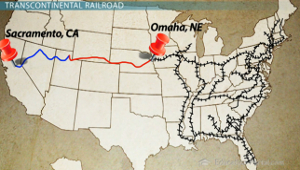 TRANSCONTINENTAL RAILROAD
Sacramento, CA
Omaha, NE